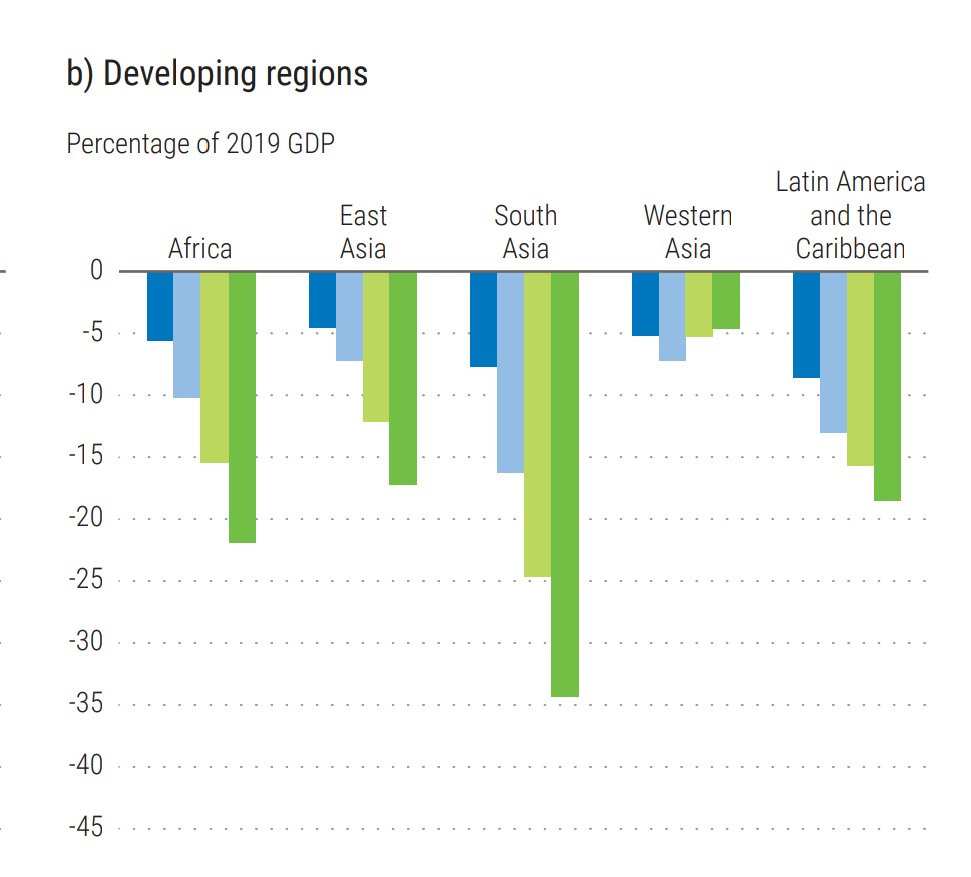 b) Developing regions
Percentage of 2019 GDP
Africa
East
Asia
South
Asia
Western
Asia
Latin America
and the
Caribbean
0
-5
-10
-15
-20
-25
-30
-35
-40
-45